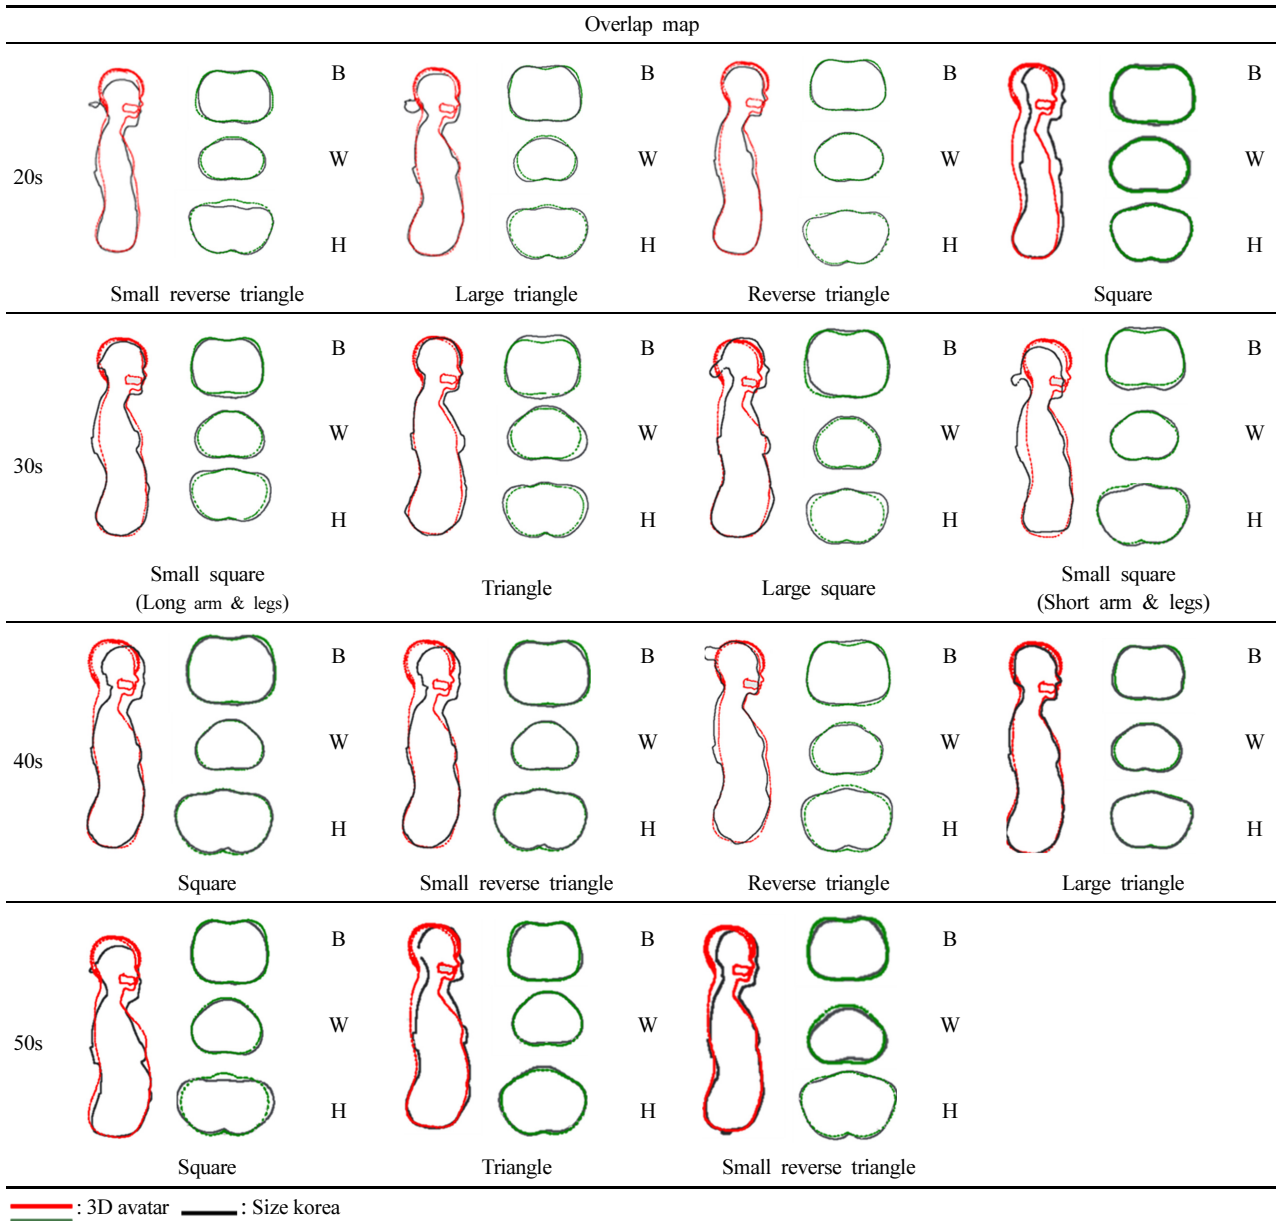 Overlap map
20s
B B B B
W W W W
H H H H
Small reverse triangle Large triangle Reverse triangle Square
30s
B B B B
W W W W
H H H H
Small square
(Long arm & legs)
Triangle
Large square
Small square
(Short arm & legs)
40s
B B B B
W W W W
H H H H
Square Small reverse triangle Reverse triangle Large triangle
50s
B B B
W W W
H H H
Square Triangle Small reverse triangle
: 3D avatar : Size korea